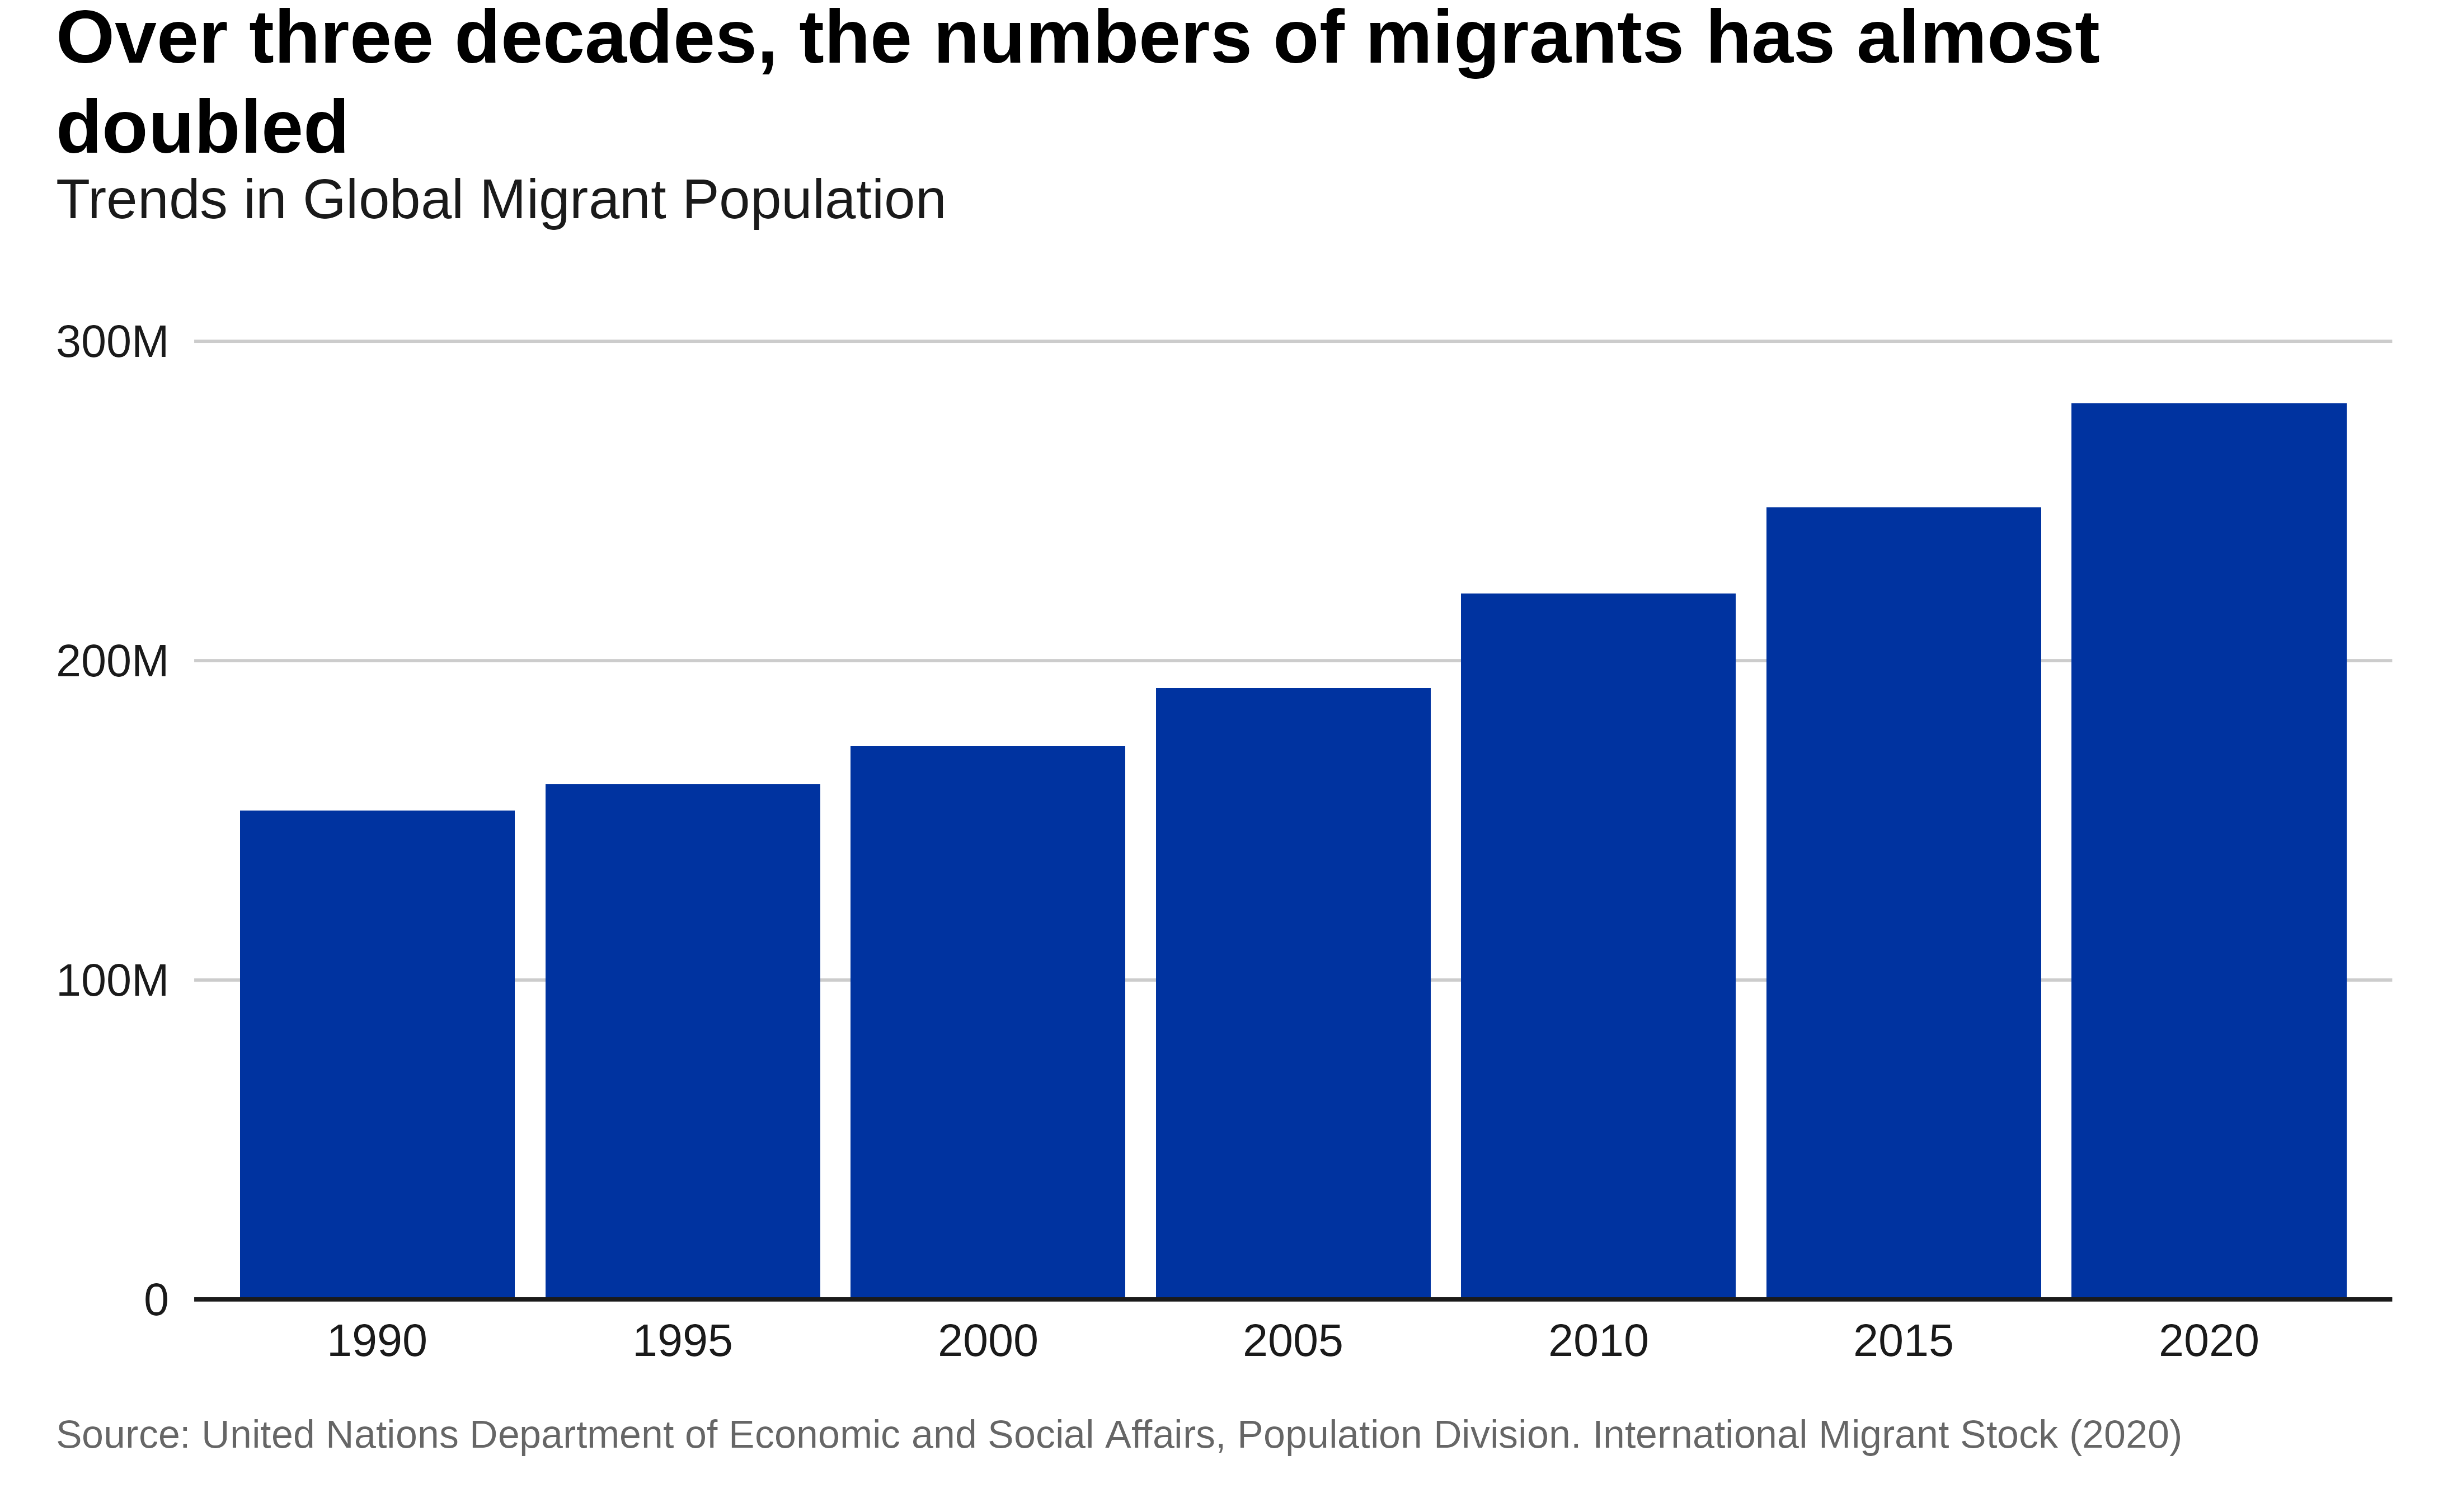 Over three decades, the numbers of migrants has almost
doubled
Trends in Global Migrant Population
300M
200M
100M
0
1990 1995 2000 2005 2010 2015 2020
Source: United Nations Department of Economic and Social Affairs, Population Division. International Migrant Stock (2020)